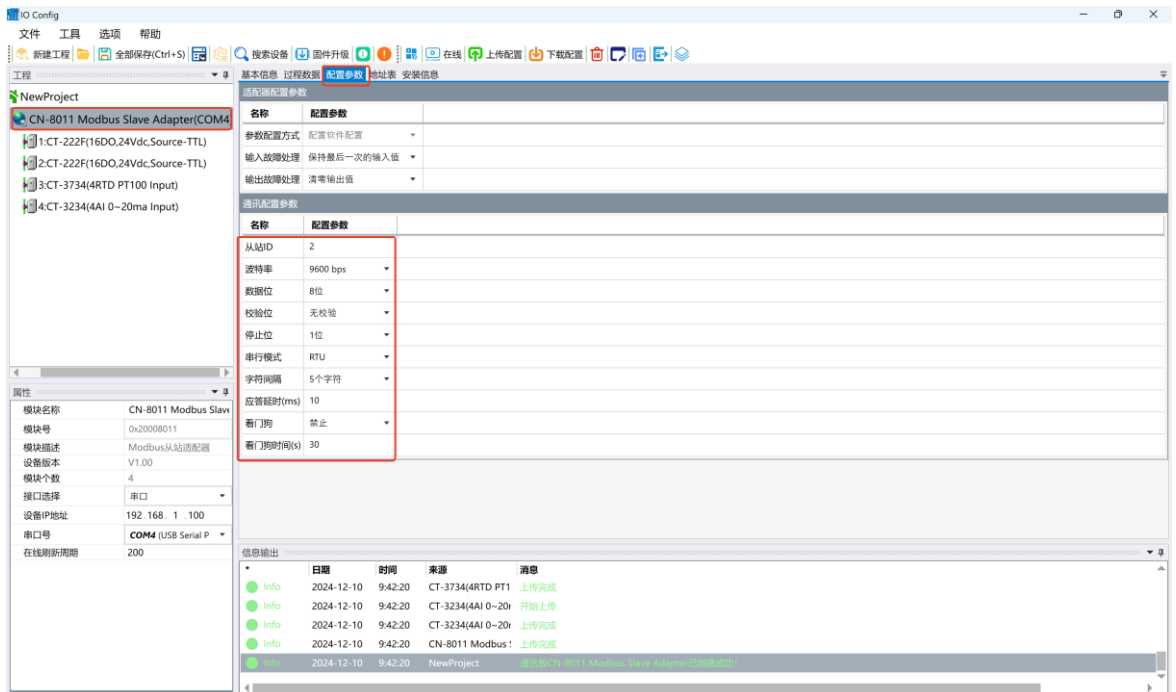 IO Config
文件 工具 选项 帮助
新建工程 全部保存(Ctrl+S) 搜索设备 固件升级 在线 上传配置 下载配置
工程
NewProject
CN-8011 Modbus Slave Adapter(COM4
1:CT-222F(16DO,24Vdc,Source-TTL)
2:CT-222F(16DO,24Vdc,Source-TTL)
3:CT-3734(4RTD PT100 Input)
4:CT-3234(4AI 0~20ma Input)
属性
模块名称 CN-8011 Modbus Slave
模块号 0x20008011
模块描述 Modbus从站适配器
设备版本 V1.00
模块个数 4
接口选择 串口
设备IP地址 192.168. 1 .100
串口号 COM4 (USB Serial P
在线刷新周期 200
基本信息 过程数据 配置参数 地址表 安装信息
适配器配置参数
名称 配置参数
参数配置方式 配置软件配置
输入故障处理 保持最后一次的输入值
输出故障处理 清零输出值
通讯配置参数
名称 配置参数
从站ID 2
波特率 9600 bps
数据位 8位
校验位 无校验
停止位 1位
串行模式 RTU
字符间隔 5个字符
应答延时(ms) 10
看门狗 禁止
看门狗时间(s) 30
信息输出
* 日期 时间 来源 消息
Info 2024-12-10 9:42:20 CT-3734(4RTD PT1 上传完成
Info 2024-12-10 9:42:20 CT-3234(4AI 0~20r 开始上传
Info 2024-12-10 9:42:20 CT-3234(4AI 0~20r 上传完成
Info 2024-12-10 9:42:20 CN-8011 Modbus S 上传完成
Info 2024-12-10 9:42:20 NewProject 通讯板CN-8011 Modbus Slave Adapter已创建成功!